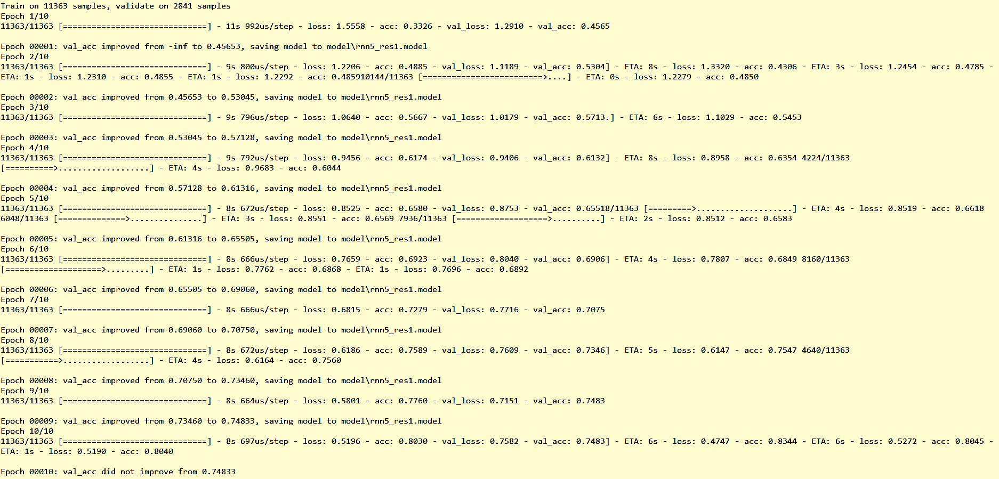 Train on 11363 samples, validate on 2841 samples
Epoch 1/10
11363/11363 [==============================] - 11s 992us/step - loss: 1.5558 - acc: 0.3326 - val_loss: 1.2910 - val_acc: 0.4565
Epoch 00001: val_acc improved from -inf to 0.45653, saving model to model\rnn5_res1.model
Epoch 2/10
11363/11363 [==============================] - 9s 800us/step - loss: 1.2206 - acc: 0.4885 - val_loss: 1.1189 - val_acc: 0.5304] - ETA: 8s - loss: 1.3320 - acc: 0.4306 - ETA: 3s - loss: 1.2454 - acc: 0.4785 -
ETA: 1s - loss: 1.2310 - acc: 0.4855 - ETA: 1s - loss: 1.2292 - acc: 0.485910144/11363 [=========================>....] - ETA: 0s - loss: 1.2279 - acc: 0.4850
Epoch 00002: val_acc improved from 0.45653 to 0.53045, saving model to model\rnn5_res1.model
Epoch 3/10
11363/11363 [==============================] - 9s 796us/step - loss: 1.0640 - acc: 0.5667 - val_loss: 1.0179 - val_acc: 0.5713.] - ETA: 6s - loss: 1.1029 - acc: 0.5453
Epoch 00003: val_acc improved from 0.53045 to 0.57128, saving model to model\rnn5_res1.model
Epoch 4/10
11363/11363 [==============================] - 9s 792us/step - loss: 0.9456 - acc: 0.6174 - val_loss: 0.9406 - val_acc: 0.6132] - ETA: 8s - loss: 0.8958 - acc: 0.6354 4224/11363
[==========>...................] - ETA: 4s - loss: 0.9683 - acc: 0.6044
Epoch 00004: val_acc improved from 0.57128 to 0.61316, saving model to model\rnn5_res1.model
Epoch 5/10
11363/11363 [==============================] - 8s 672us/step - loss: 0.8525 - acc: 0.6580 - val_loss: 0.8753 - val_acc: 0.65518/11363 [=========>....................] - ETA: 4s - loss: 0.8519 - acc: 0.6618
6048/11363 [==============>...............] - ETA: 3s - loss: 0.8551 - acc: 0.6569 7936/11363 [===================>..........] - ETA: 2s - loss: 0.8512 - acc: 0.6583
Epoch 00005: val_acc improved from 0.61316 to 0.65505, saving model to model\rnn5_res1.model
Epoch 6/10
11363/11363 [==============================] - 8s 666us/step - loss: 0.7659 - acc: 0.6923 - val_loss: 0.8040 - val_acc: 0.6906] - ETA: 4s - loss: 0.7807 - acc: 0.6849 8160/11363
[====================>.........] - ETA: 1s - loss: 0.7762 - acc: 0.6868 - ETA: 1s - loss: 0.7696 - acc: 0.6892
Epoch 00006: val_acc improved from 0.65505 to 0.69060, saving model to model\rnn5_res1.model
Epoch 7/10
11363/11363 [==============================] - 8s 666us/step - loss: 0.6815 - acc: 0.7279 - val_loss: 0.7716 - val_acc: 0.7075
Epoch 00007: val_acc improved from 0.69060 to 0.70750, saving model to model\rnn5_res1.model
Epoch 8/10
11363/11363 [==============================] - 8s 672us/step - loss: 0.6186 - acc: 0.7589 - val_loss: 0.7609 - val_acc: 0.7346] - ETA: 5s - loss: 0.6147 - acc: 0.7547 4640/11363
[===========>..................] - ETA: 4s - loss: 0.6164 - acc: 0.7560
Epoch 00008: val_acc improved from 0.70750 to 0.73460, saving model to model\rnn5_res1.model
Epoch 9/10
11363/11363 [==============================] - 8s 664us/step - loss: 0.5801 - acc: 0.7760 - val_loss: 0.7151 - val_acc: 0.7483
Epoch 00009: val_acc improved from 0.73460 to 0.74833, saving model to model\rnn5_res1.model
Epoch 10/10
11363/11363 [==============================] - 8s 697us/step - loss: 0.5196 - acc: 0.8030 - val_loss: 0.7582 - val_acc: 0.7483] - ETA: 6s - loss: 0.4747 - acc: 0.8344 - ETA: 6s - loss: 0.5272 - acc: 0.8045 -
ETA: 1s - loss: 0.5190 - acc: 0.8040
Epoch 00010: val_acc did not improve from 0.74833